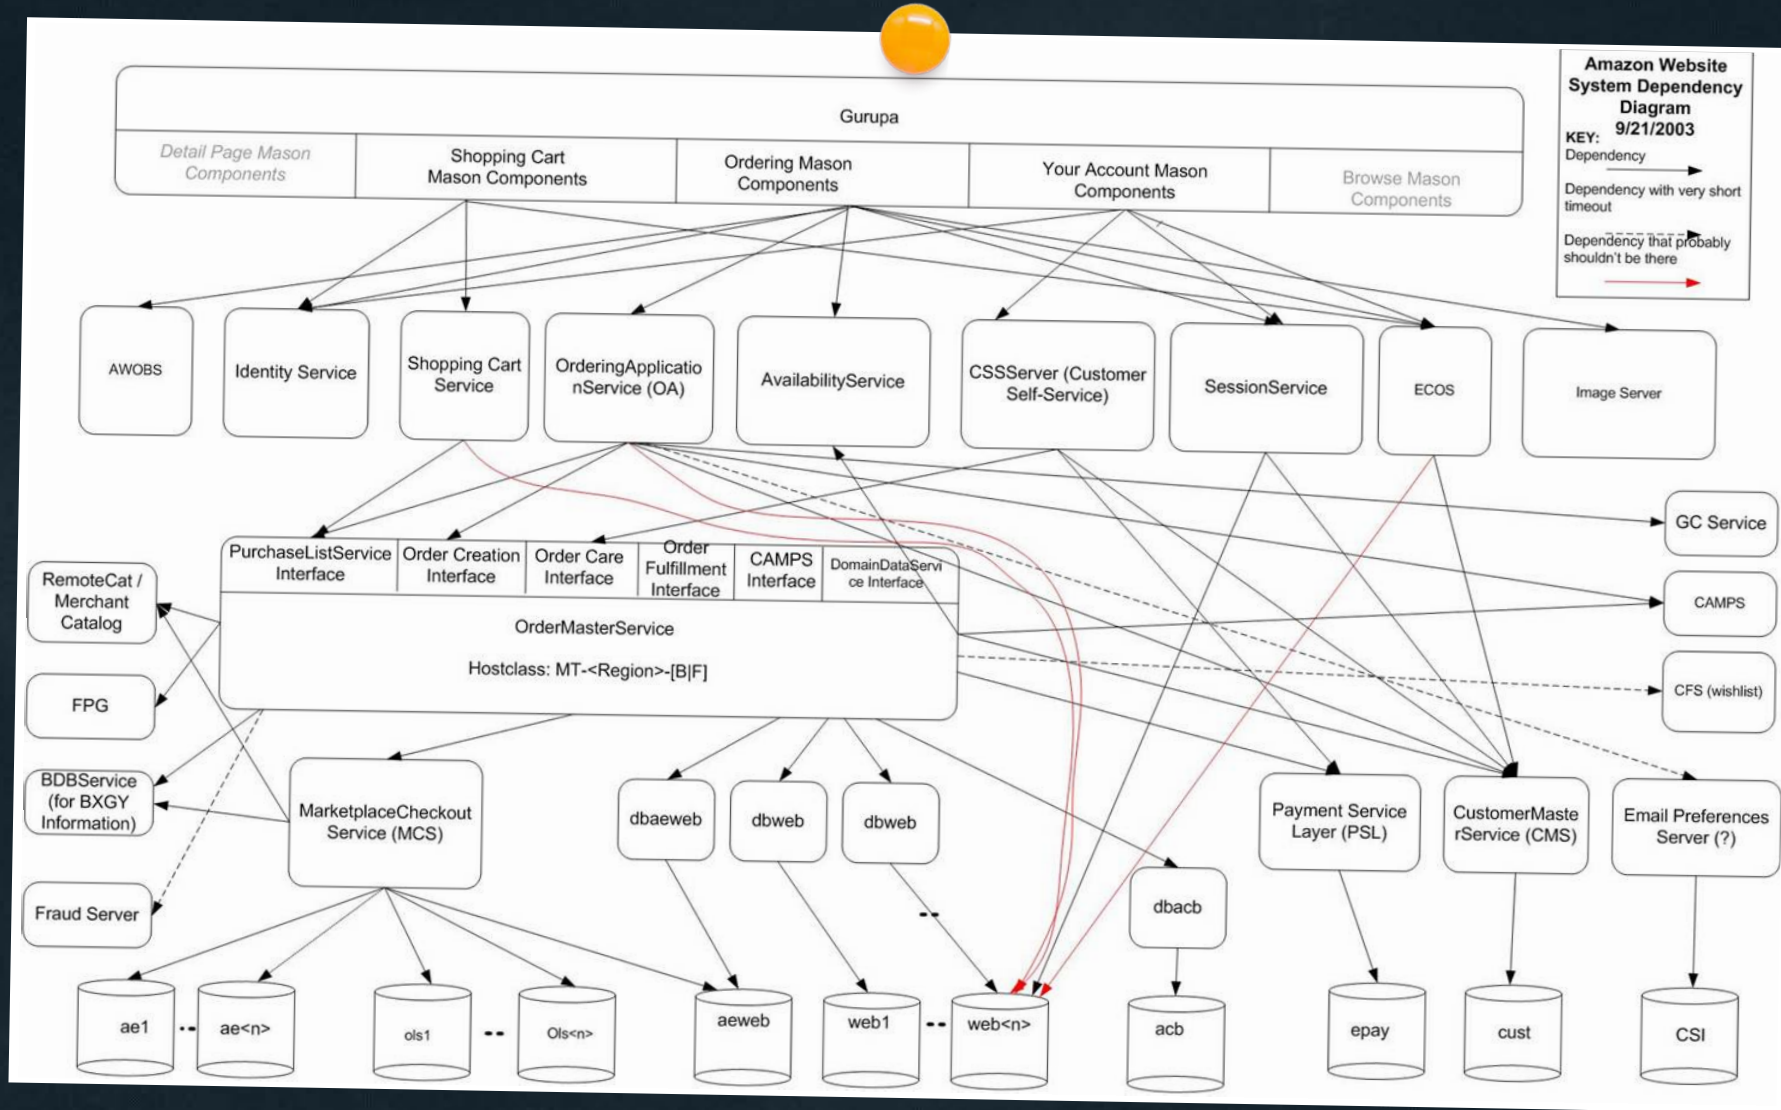 Amazon Website
System Dependency
Diagram
9/21/2003
KEY:
Dependency
Dependency with very short
timeout
Dependency that probably
shouldn't be there
Gurupa
Detail Page Mason
Components
Shopping Cart
Mason Components
Ordering Mason
Components
Your Account Mason
Components
Browse Mason
Components
AWOBS
Identity Service
Shopping Cart
Service
OrderingApplicatio
nService (OA)
AvailabilityService
CSSServer (Customer
Self-Service)
SessionService
ECOS
Image Server
GC Service
CAMPS
CFS (wishlist)
PurchaseListService
Interface
Order Creation
Interface
Order Care
Interface
Order
Fulfillment
Interface
CAMPS
Interface
DomainDataServi
ce Interface
OrderMasterService
Hostclass: MT-<Region>-[B|F]
RemoteCat /
Merchant
Catalog
FPG
BDBService
(for BXGY
Information)
Fraud Server
MarketplaceCheckout
Service (MCS)
dbaeweb
dbweb
dbweb
dbacb
Payment Service
Layer (PSL)
CustomerMaste
rService (CMS)
Email Preferences
Server (?)
ae1
ae<n>
ols1
Ols<n>
aeweb
web1
web<n>
acb
epay
cust
CSI